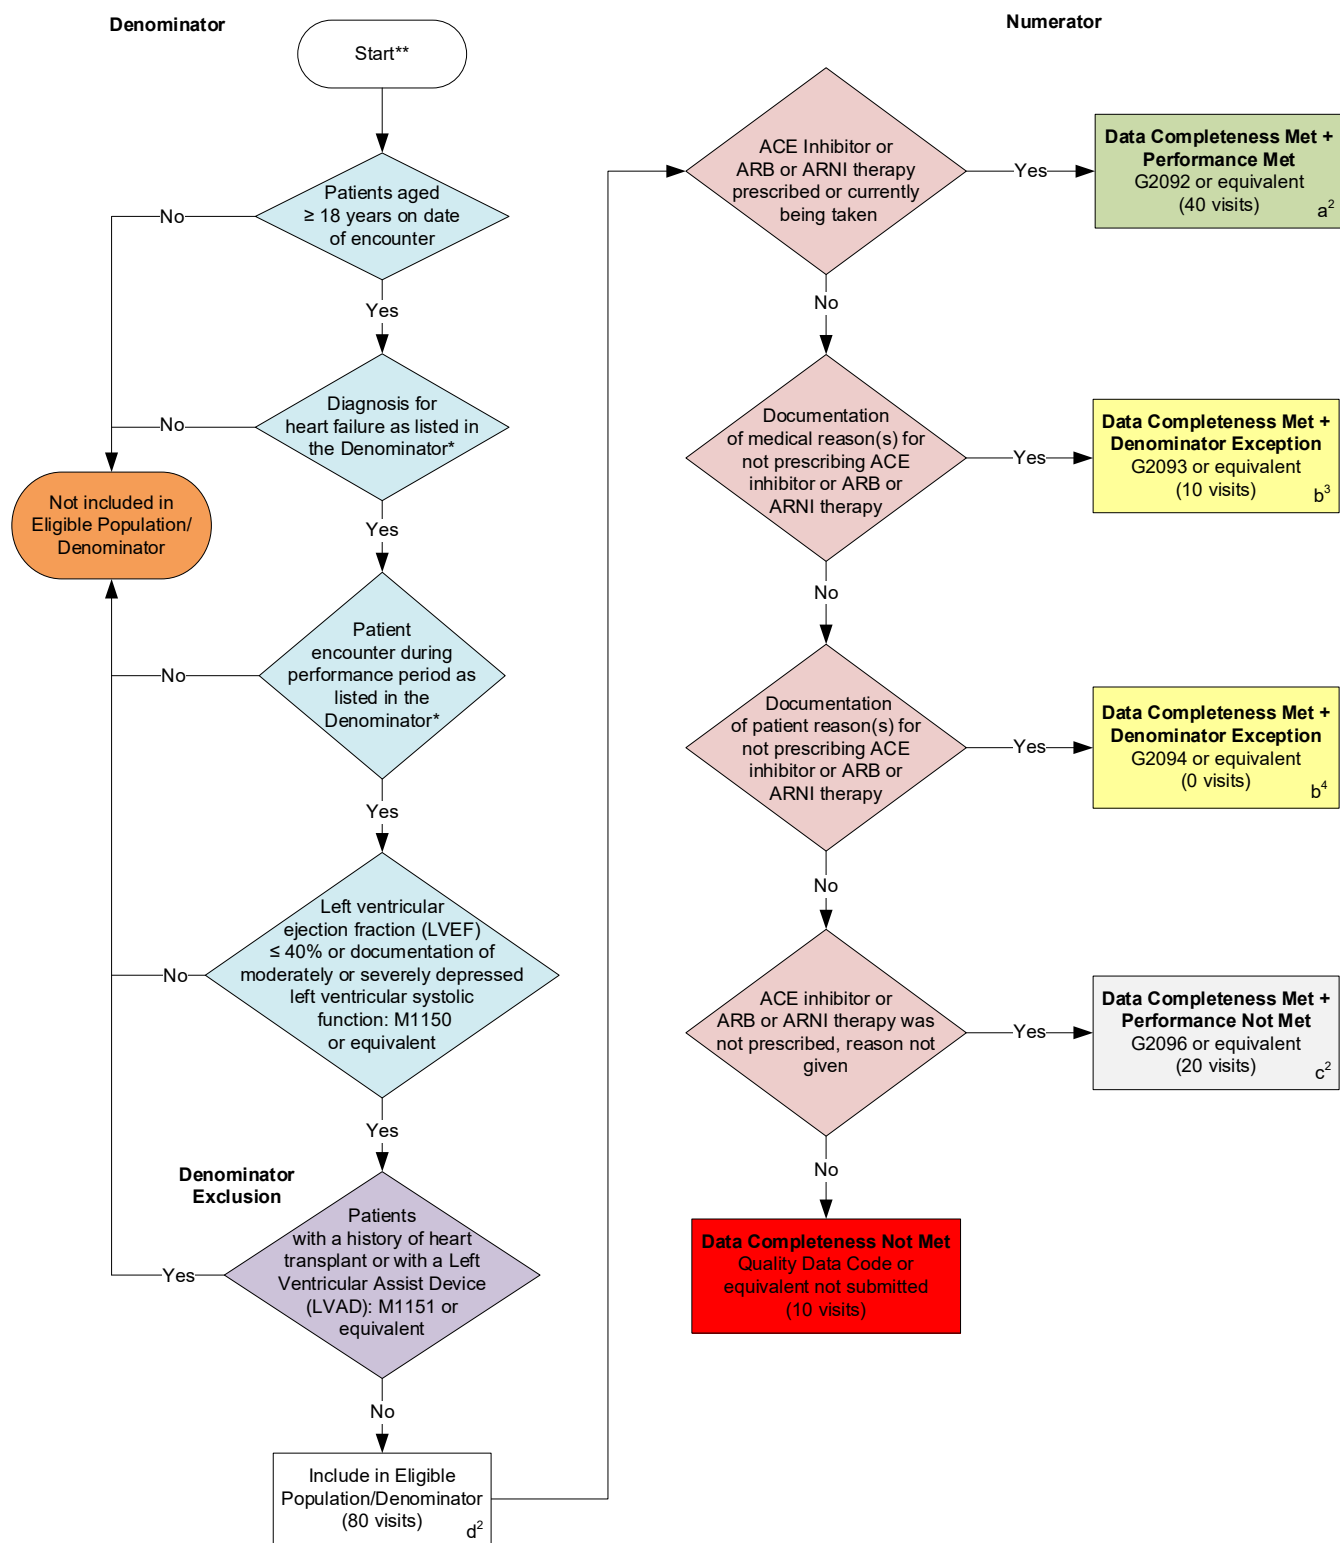 Denominator
Start**
Patients aged
≥ 18 years on date
of encounter
No
Yes
Diagnosis for
heart failure as listed in
the Denominator*
No
Yes
Not included in
Eligible Population/
Denominator
Patient
encounter during
performance period as
listed in the
Denominator*
No
Yes
Left ventricular
ejection fraction (LVEF)
≤ 40% or documentation of
moderately or severely depressed
left ventricular systolic
function: M1150
or equivalent
No
Yes
Denominator
Exclusion
Patients
with a history of heart
transplant or with a Left
Ventricular Assist Device
(LVAD): M1151 or
equivalent
Yes
No
Include in Eligible
Population/Denominator
(80 visits)
d²
Numerator
ACE Inhibitor or
ARB or ARNI therapy
prescribed or currently
being taken
Yes
Data Completeness Met +
Performance Met
G2092 or equivalent
(40 visits)
a²
No
Documentation
of medical reason(s) for
not prescribing ACE
inhibitor or ARB or
ARNI therapy
Yes
Data Completeness Met +
Denominator Exception
G2093 or equivalent
(10 visits)
b³
No
Documentation
of patient reason(s) for
not prescribing ACE
inhibitor or ARB or
ARNI therapy
Yes
Data Completeness Met +
Denominator Exception
G2094 or equivalent
(0 visits)
b⁴
No
ACE inhibitor or
ARB or ARNI therapy was
not prescribed, reason not
given
Yes
Data Completeness Met +
Performance Not Met
G2096 or equivalent
(20 visits)
c²
No
Data Completeness Not Met
Quality Data Code or
equivalent not submitted
(10 visits)